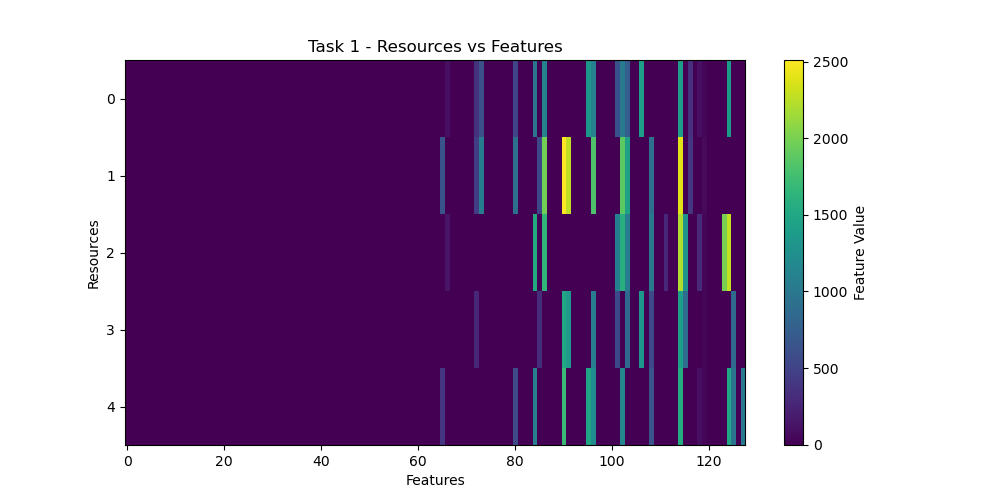 Task 1 - Resources vs Features
Resources
0
1
2
3
4
0 20 40 60 80 100 120
Features
2500
2000
1500
1000
500
0
Feature Value